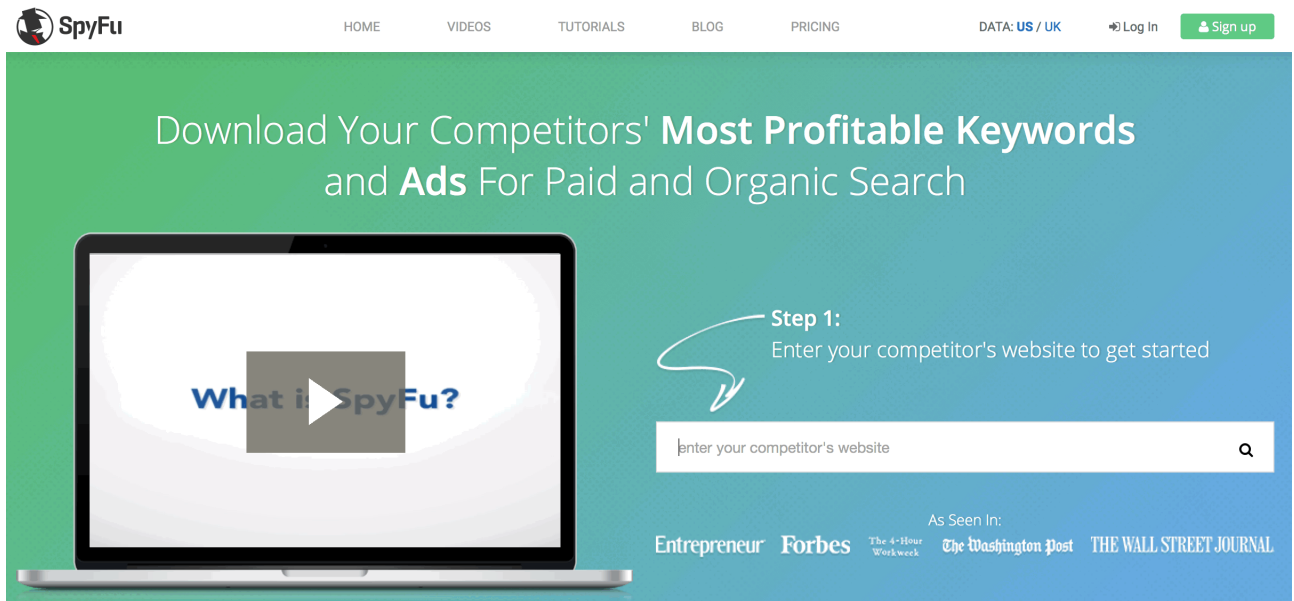 SpyFu
HOME
VIDEOS
TUTORIALS
BLOG
PRICING
DATA: US / UK
Log In
Sign up
Download Your Competitors' Most Profitable Keywords
and Ads For Paid and Organic Search
What is SpyFu?
Step 1:
Enter your competitor's website to get started
enter your competitor's website
As Seen In:
Entrepreneur
Forbes
The 4-Hour
Workweek
The Washington Post
THE WALL STREET JOURNAL